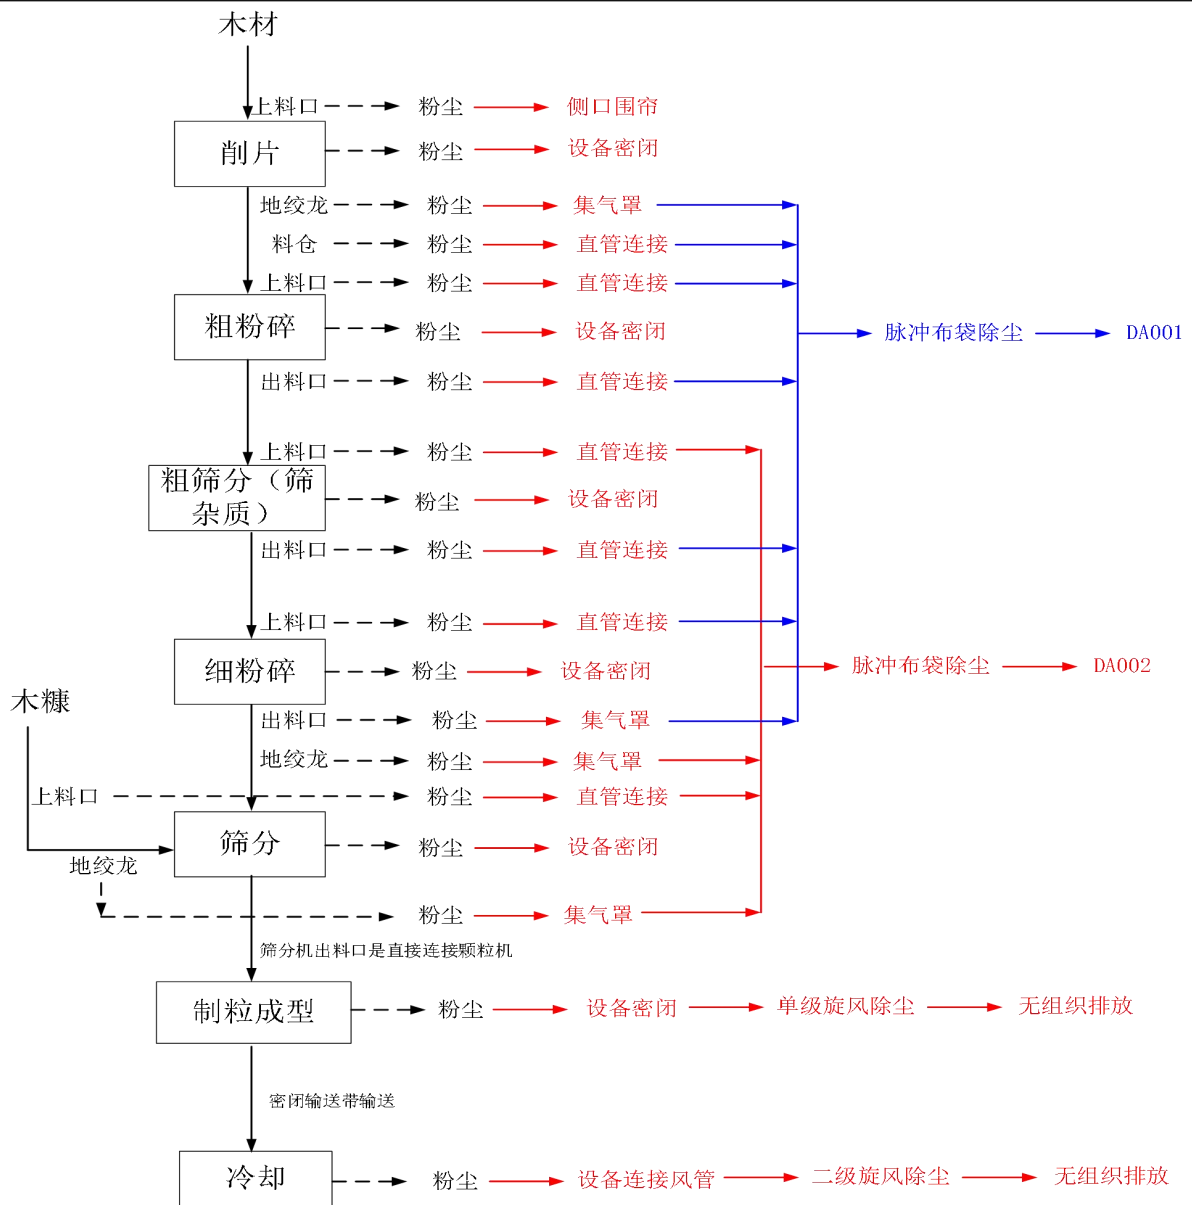 木材
上料口 粉尘 侧口围帘
削片 粉尘 设备密闭
地绞龙 粉尘 集气罩
料仓 粉尘 直管连接
上料口 粉尘 直管连接
粗粉碎 粉尘 设备密闭 脉冲布袋除尘 DA001
出料口 粉尘 直管连接
上料口 粉尘 直管连接
粗筛分（筛
杂质） 粉尘 设备密闭
出料口 粉尘 直管连接
上料口 粉尘 直管连接
细粉碎 粉尘 设备密闭 脉冲布袋除尘 DA002
木糠
出料口 粉尘 集气罩
地绞龙 粉尘 集气罩
上料口 粉尘 直管连接
筛分 粉尘 设备密闭
地绞龙
粉尘 集气罩
筛分机出料口是直接连接颗粒机
制粒成型 粉尘 设备密闭 单级旋风除尘 无组织排放
密闭输送带输送
冷却 粉尘 设备连接风管 二级旋风除尘 无组织排放